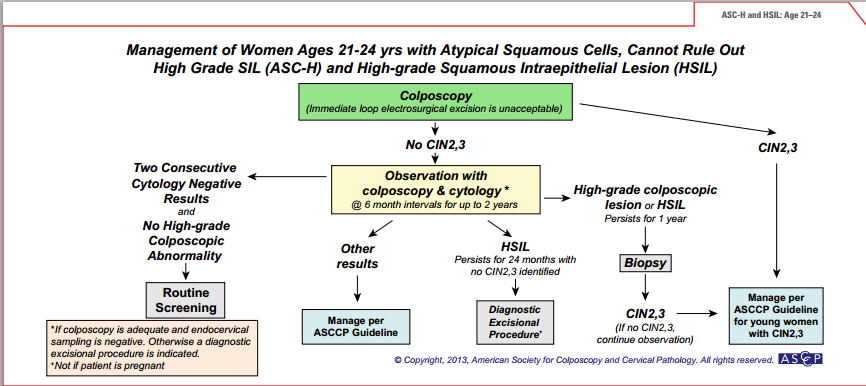 ASC-H and HSIL: Age 21–24
Management of Women Ages 21-24 yrs with Atypical Squamous Cells, Cannot Rule Out
High Grade SIL (ASC-H) and High-grade Squamous Intraepithelial Lesion (HSIL)
Colposcopy
(Immediate loop electrosurgical excision is unacceptable)
No CIN2,3
CIN2,3
Two Consecutive
Cytology Negative
Results
and
No High-grade
Colposcopic
Abnormality
Observation with
colposcopy & cytology *
@ 6 month intervals for up to 2 years
High-grade colposcopic
lesion or HSIL
Persists for 1 year
Other
results
HSIL
Persists for 24 months with
no CIN2,3 identified
Biopsy
Routine
Screening
Manage per
ASCCP Guideline
Diagnostic
Excisional
Procedure⁺
CIN2,3
(If no CIN2,3,
continue observation)
Manage per
ASCCP Guideline
for young women
with CIN2,3
*If colposcopy is adequate and endocervical
sampling is negative. Otherwise a diagnostic
excisional procedure is indicated.
⁺Not if patient is pregnant
© Copyright, 2013, American Society for Colposcopy and Cervical Pathology. All rights reserved.
ASCCP